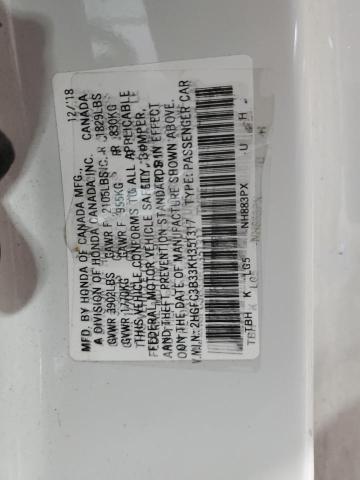 MFD. BY HONDA OF CANADA MFG., 12/'18
A DIVISION OF HONDA CANADA INC. CANADA
GVWR 3902LBS GAWR F 2105LBS R 1829LBS
GVWR 1770KG GAWR F 955KG R 830KG
THIS VEHICLE CONFORMS TO ALL APPLICABLE
FEDERAL MOTOR VEHICLE SAFETY, BUMPER,
AND THEFT PREVENTION STANDARDS IN EFFECT
ON THE DATE OF MANUFACTURE SHOWN ABOVE.
V.I.N.: 2HGFC3B33KH351317 TYPE: PASSENGER CAR
TBH K LG5 NH883PX U H